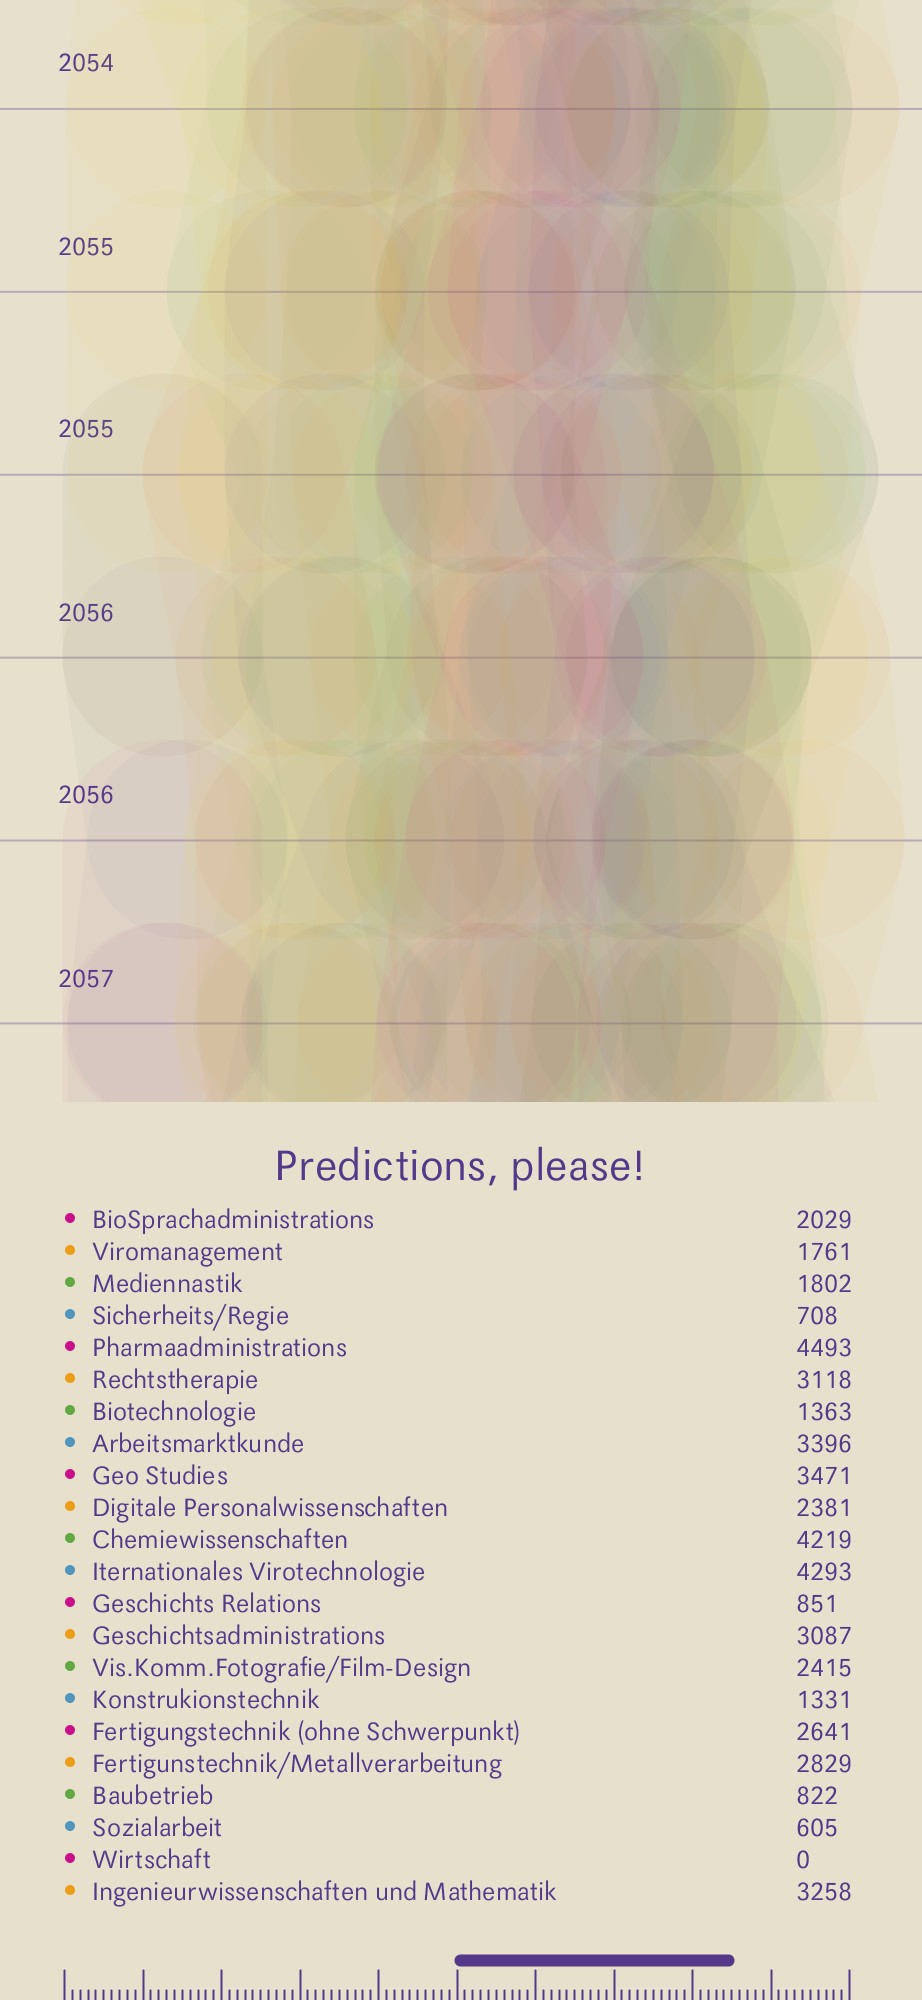 2054
2055
2055
2056
2056
2057
Predictions, please!
BioSprachadministrations 2029
Viromanagement 1761
Mediennastik 1802
Sicherheits/Regie 708
Pharmaadministrations 4493
Rechtstherapie 3118
Biotechnologie 1363
Arbeitsmarktkunde 3396
Geo Studies 3471
Digitale Personalwissenschaften 2381
Chemiewissenschaften 4219
Iternationales Virotechnologie 4293
Geschichts Relations 851
Geschichtsadministrations 3087
Vis.Komm.Fotografie/Film-Design 2415
Konstrukionstechnik 1331
Fertigungstechnik (ohne Schwerpunkt) 2641
Fertigunstechnik/Metallverarbeitung 2829
Baubetrieb 822
Sozialarbeit 605
Wirtschaft 0
Ingenieurwissenschaften und Mathematik 3258